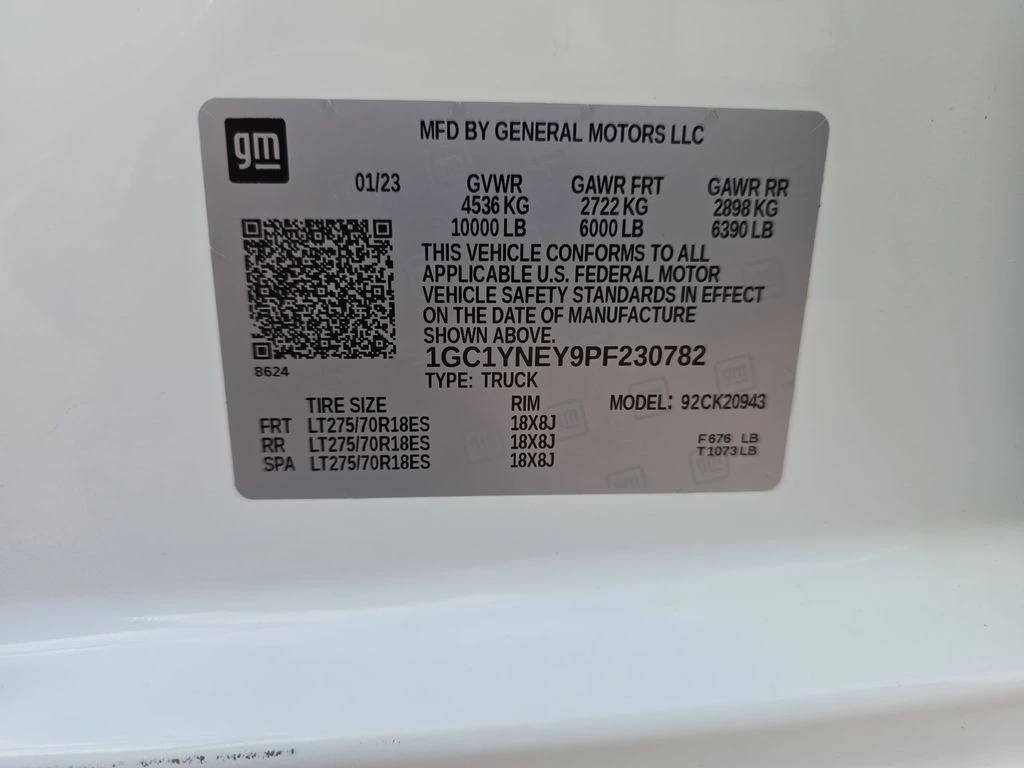 gm
MFD BY GENERAL MOTORS LLC
01/23 GVWR GAWR FRT GAWR RR
4536 KG 2722 KG 2898 KG
10000 LB 6000 LB 6390 LB
THIS VEHICLE CONFORMS TO ALL
APPLICABLE U.S. FEDERAL MOTOR
VEHICLE SAFETY STANDARDS IN EFFECT
ON THE DATE OF MANUFACTURE
SHOWN ABOVE.
1GC1YNEY9PF230782
8624
TYPE: TRUCK
TIRE SIZE RIM MODEL: 92CK20943
FRT LT275/70R18ES 18X8J
RR LT275/70R18ES 18X8J F676 LB
SPA LT275/70R18ES 18X8J T1073LB